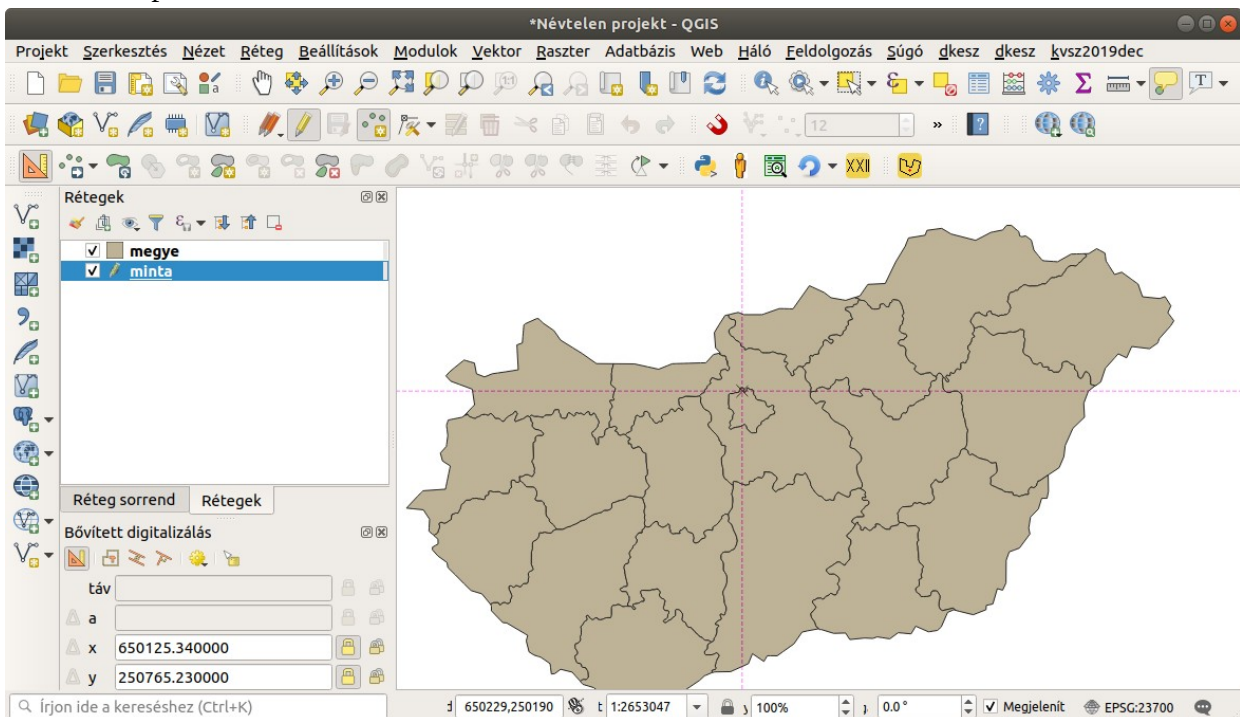 *Névtelen projekt - QGIS
Projekt Szerkesztés Nézet Réteg Beállítások Modulok Vektor Raszter Adatbázis Web Háló Feldolgozás Súgó dkesz dkesz kvsz2019dec
12 »
XXII
Rétegek
megye
minta
Réteg sorrend Rétegek
Bővített digitalizálás
táv
a
x 650125.340000
y 250765.230000
Írjon ide a kereséshez (Ctrl+K) 650229,250190 t 1:2653047 100% 0.0 ° Megjelenít EPSG:23700